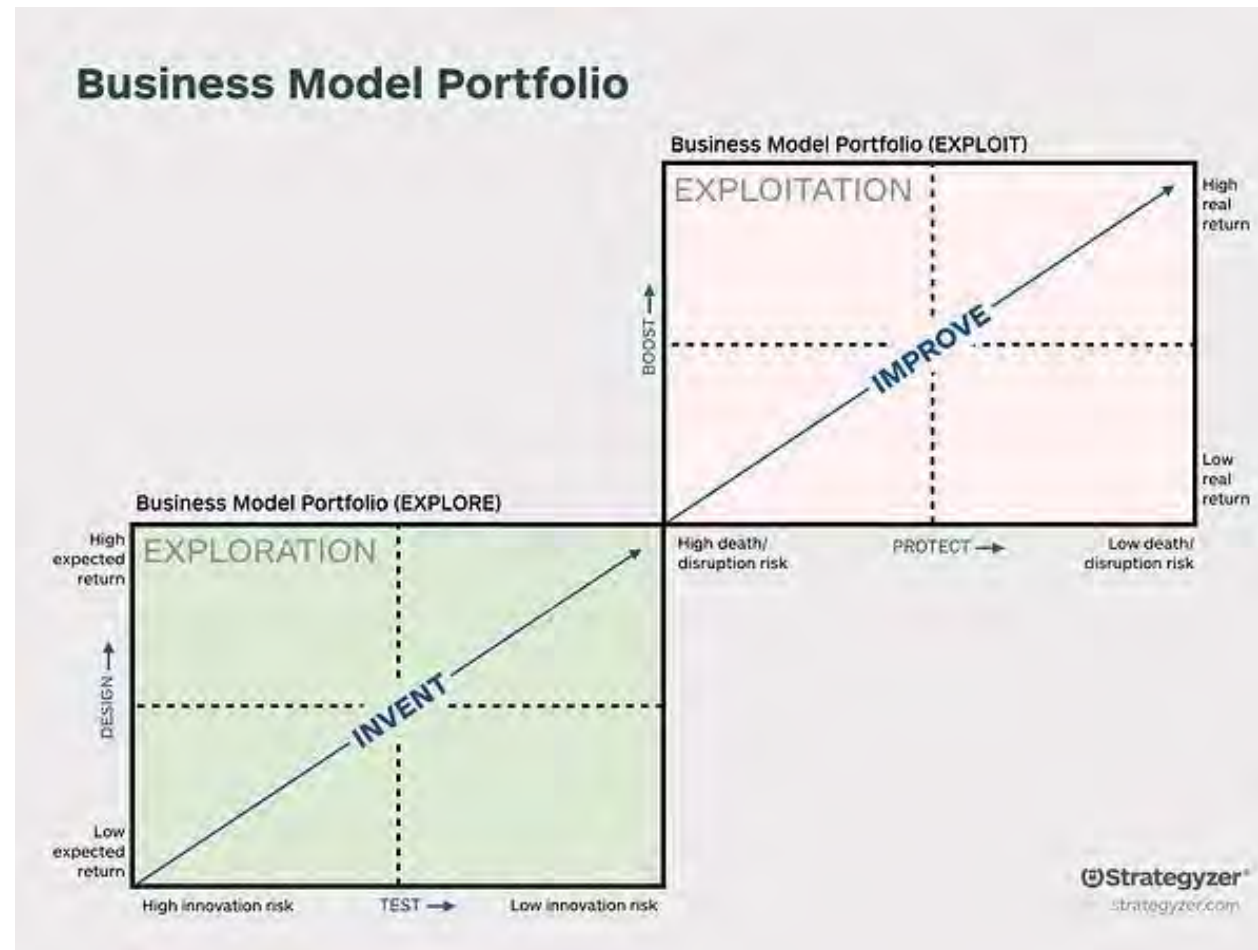 Business Model Portfolio
Business Model Portfolio (EXPLOIT)
EXPLOITATION
High
real
return
BOOST
IMPROVE
Low
real
return
High death/
disruption risk
PROTECT
Low death/
disruption risk
Business Model Portfolio (EXPLORE)
High
expected
return
EXPLORATION
DESIGN
INVENT
Low
expected
return
High innovation risk
TEST
Low innovation risk
Strategyzer
strategyzer.com